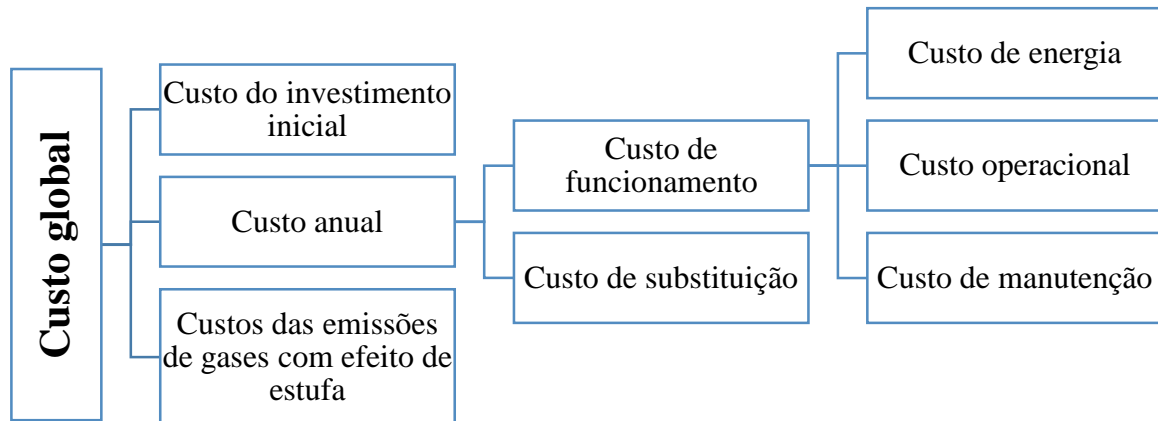 Custo global
Custo do investimento
inicial
Custo anual
Custos das emissões
de gases com efeito de
estufa
Custo de
funcionamento
Custo de substituição
Custo de energia
Custo operacional
Custo de manutenção